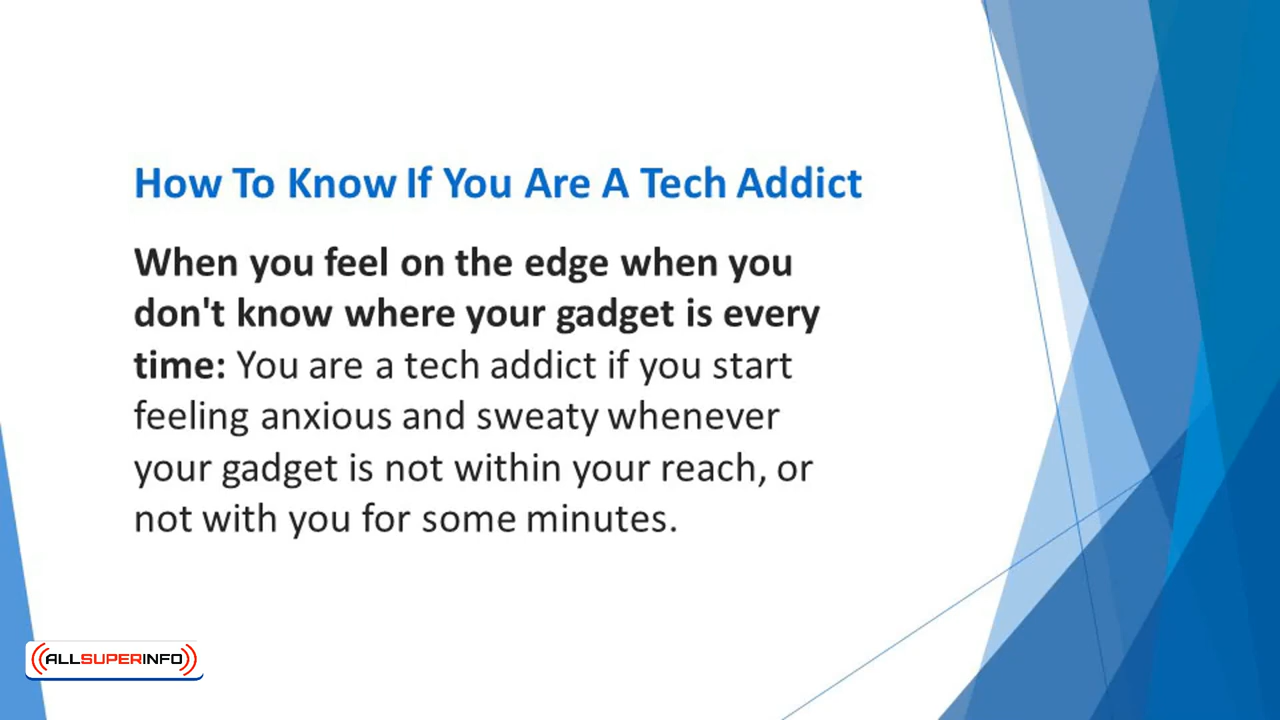 How To Know If You Are A Tech Addict
When you feel on the edge when you
don't know where your gadget is every
time: You are a tech addict if you start
feeling anxious and sweaty whenever
your gadget is not within your reach, or
not with you for some minutes.
ALLSUPERINFO